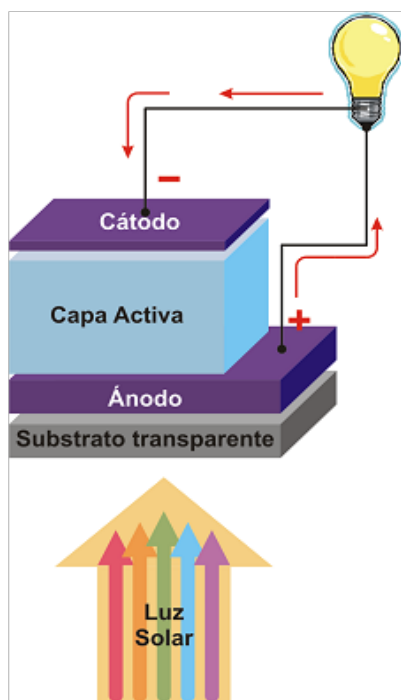 −
Cátodo
Capa Activa
+
Ánodo
Substrato transparente
Luz
Solar